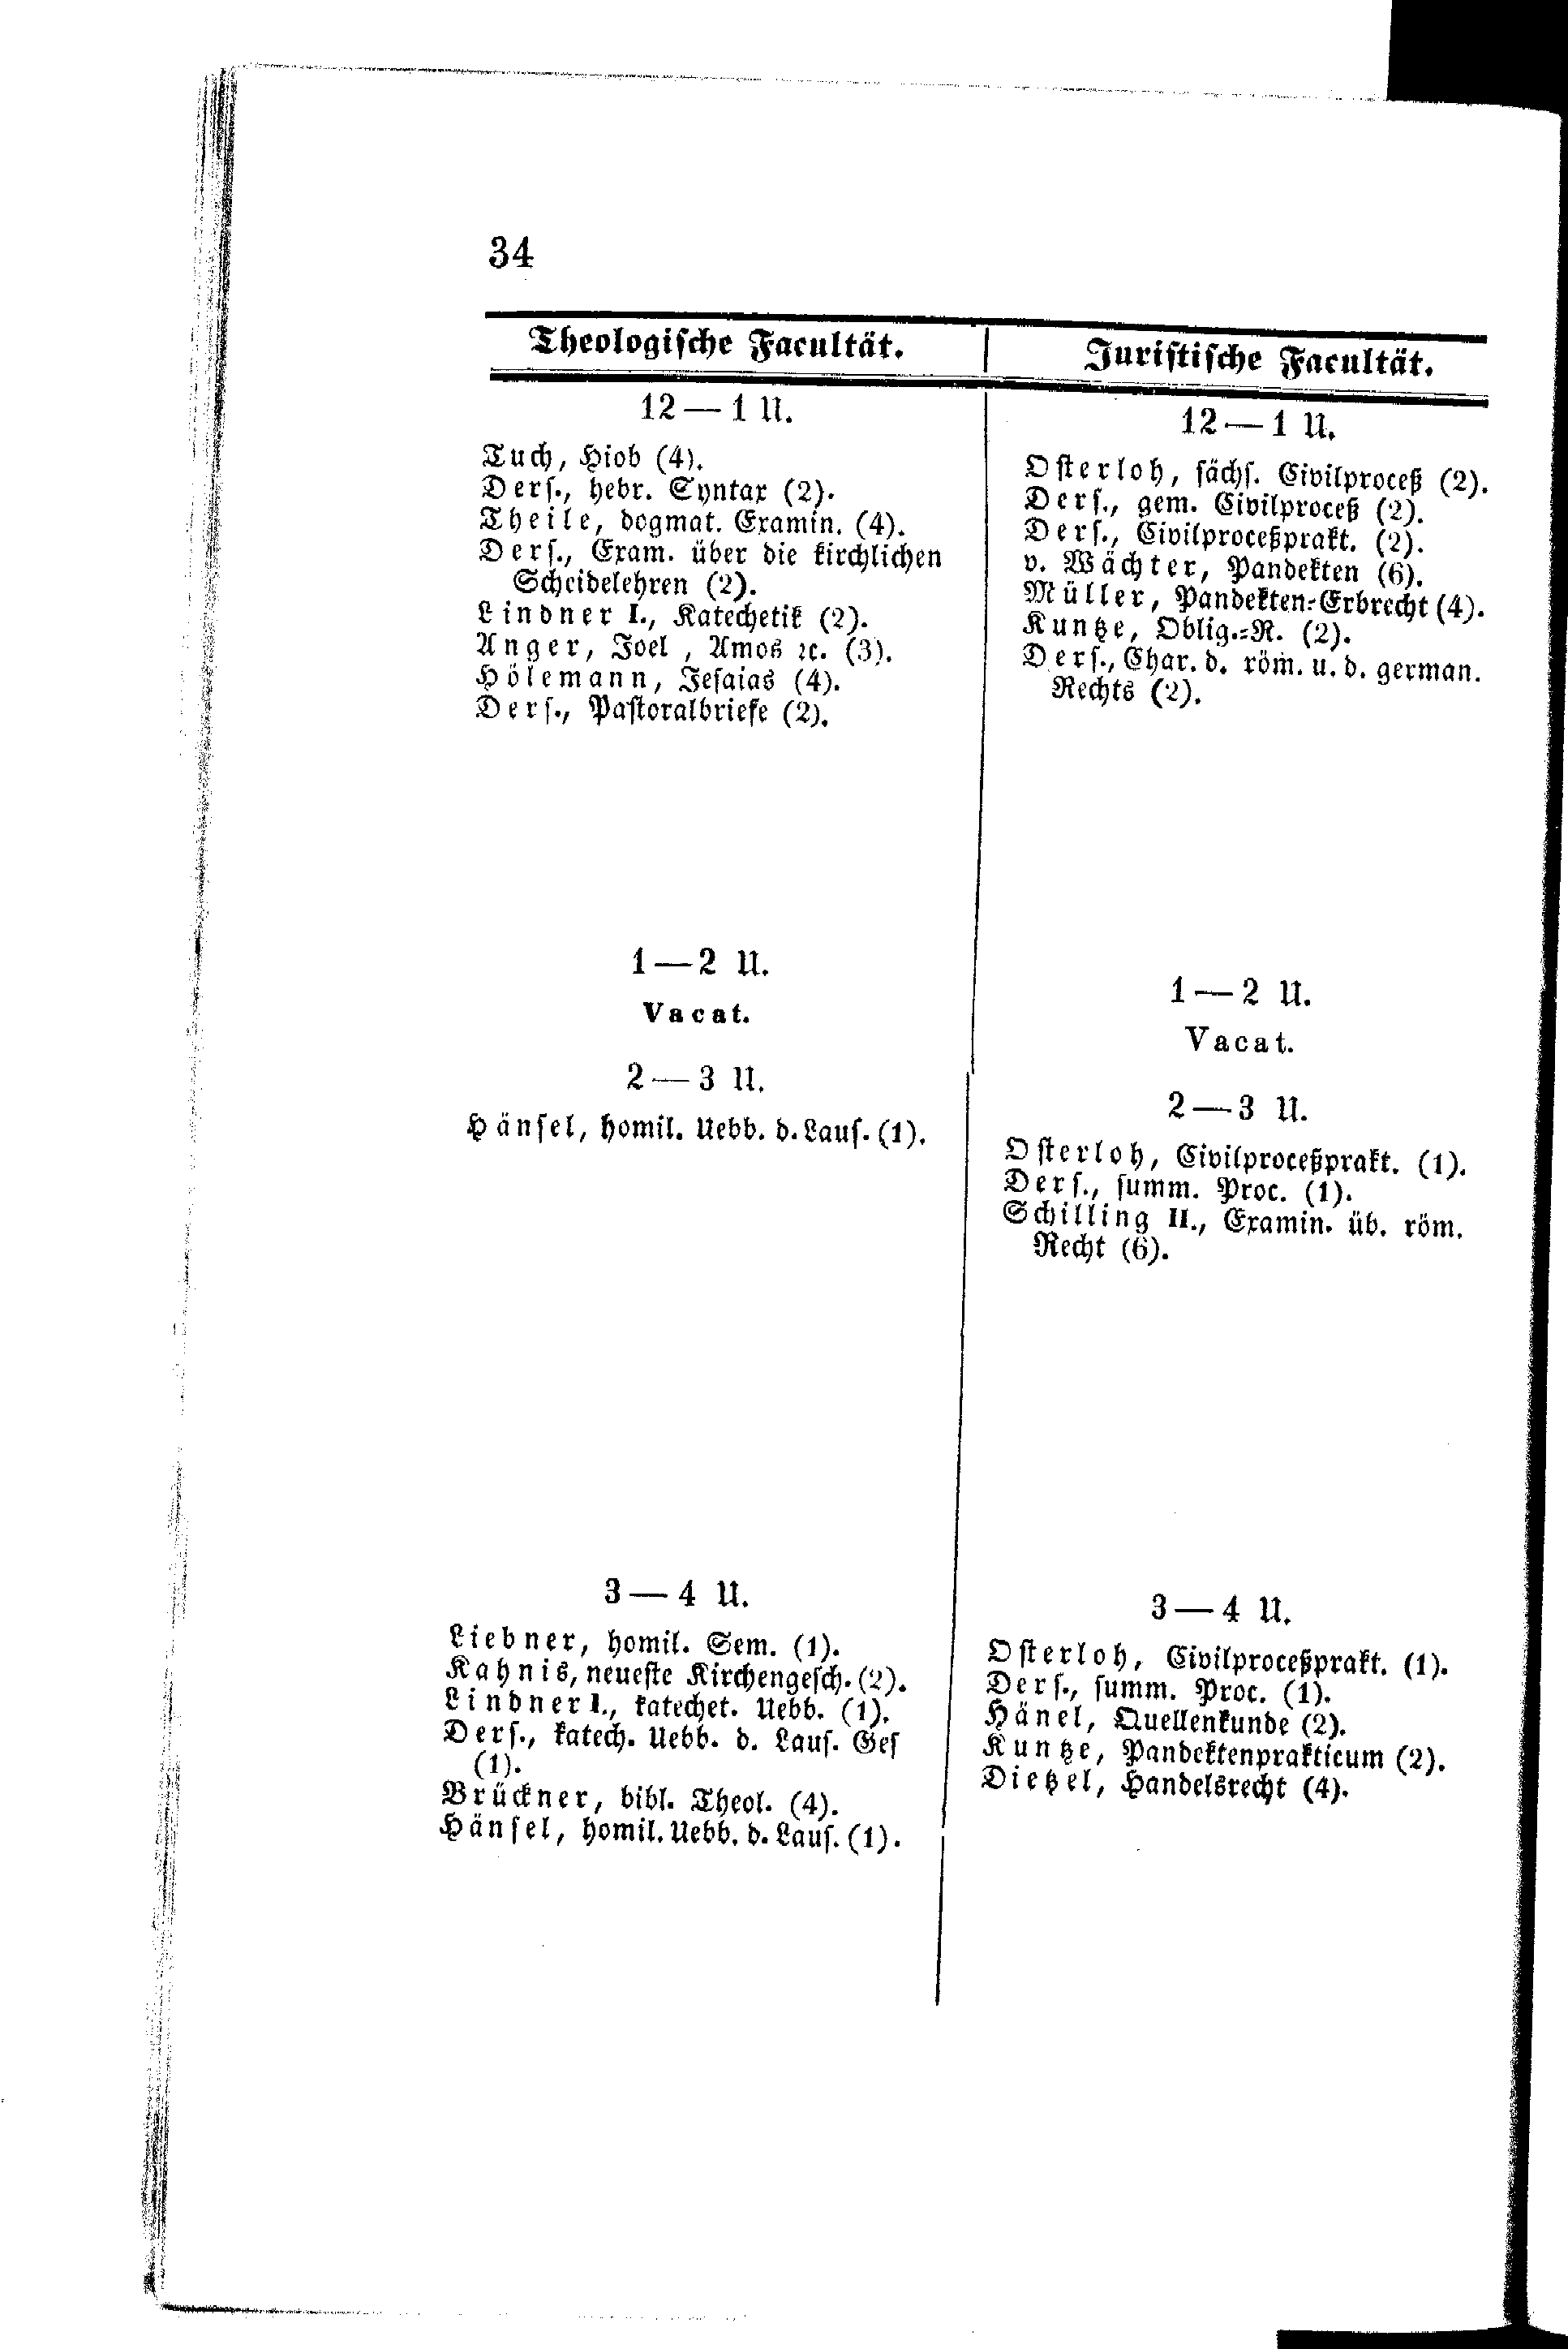 34
Theologische Facultät.
12 — 1 U.
Tuch, Hiob (4).
Ders., hebr. Syntax (2).
Theile, dogmat. Examin. (4).
Ders., Exam. über die kirchlichen
Scheidelehren (2).
Lindner I., Katechetik (2).
Anger, Joel, Amos ꝛc. (3).
Hölemann, Jesaias (4).
Ders., Pastoralbriefe (2).
1 — 2 U.
Vacat.
2 — 3 U.
Hänsel, homil. Uebb. d. Laus. (1).
3 — 4 U.
Liebner, homil. Sem. (1).
Kahnis, neueste Kirchengesch. (2).
Lindner I., katechet. Uebb. (1).
Ders., katech. Uebb. d. Laus. Ges
(1).
Brückner, bibl. Theol. (4).
Hänsel, homil. Uebb. d. Laus. (1).
Juristische Facultät.
12 — 1 U.
Osterloh, sächs. Civilproceß (2).
Ders., gem. Civilproceß (2).
Ders., Civilproceßprakt. (2).
v. Wächter, Pandekten (6).
Müller, Pandekten-Erbrecht (4).
Kuntze, Oblig.-R. (2).
Ders., Char. d. röm. u. d. german.
Rechts (2).
1 — 2 U.
Vacat.
2 — 3 U.
Osterloh, Civilproceßprakt. (1).
Ders., summ. Proc. (1).
Schilling II., Examin. üb. röm.
Recht (6).
3 — 4 U.
Osterloh, Civilproceßprakt. (1).
Ders., summ. Proc. (1).
Hänel, Quellenkunde (2).
Kuntze, Pandektenprakticum (2).
Dietzel, Handelsrecht (4).